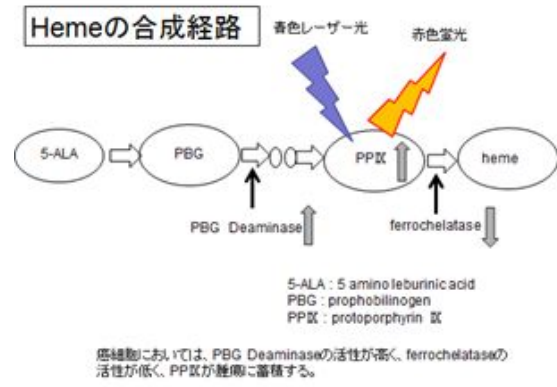 Hemeの合成経路
青色レーザー光
赤色蛍光
5-ALA
PBG
PPⅨ
heme
PBG Deaminase
ferrochelatase
5-ALA : 5 amino leburinic acid
PBG : prophobilinogen
PPⅨ : protoporphyrin Ⅸ
癌細胞においては、PBG Deaminaseの活性が高く、ferrochelataseの
活性が低く、PPⅨが腫瘍に蓄積する。